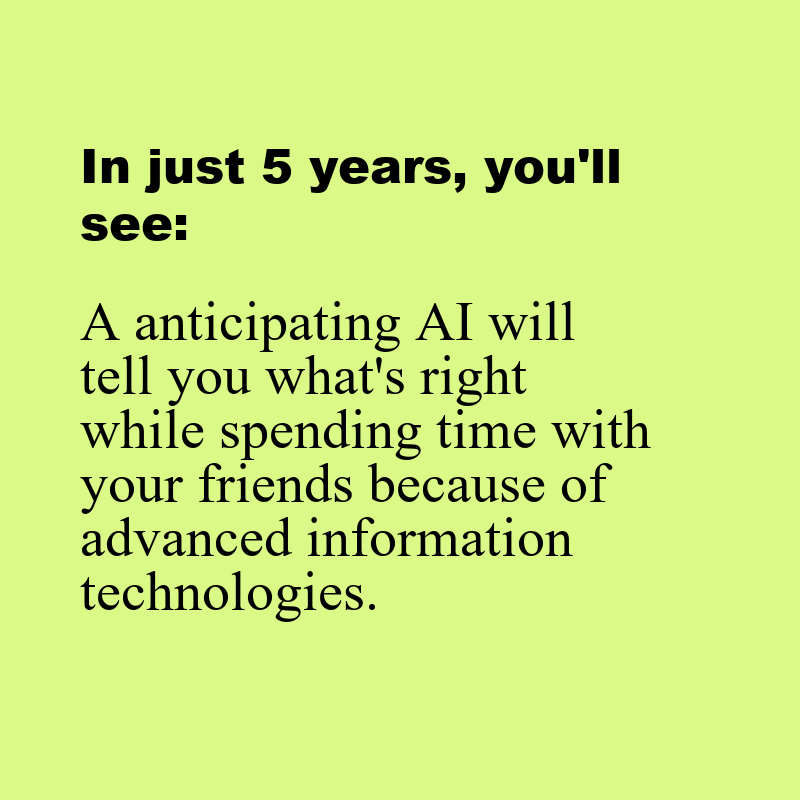 In just 5 years, you'll
see:
A anticipating AI will
tell you what's right
while spending time with
your friends because of
advanced information
technologies.